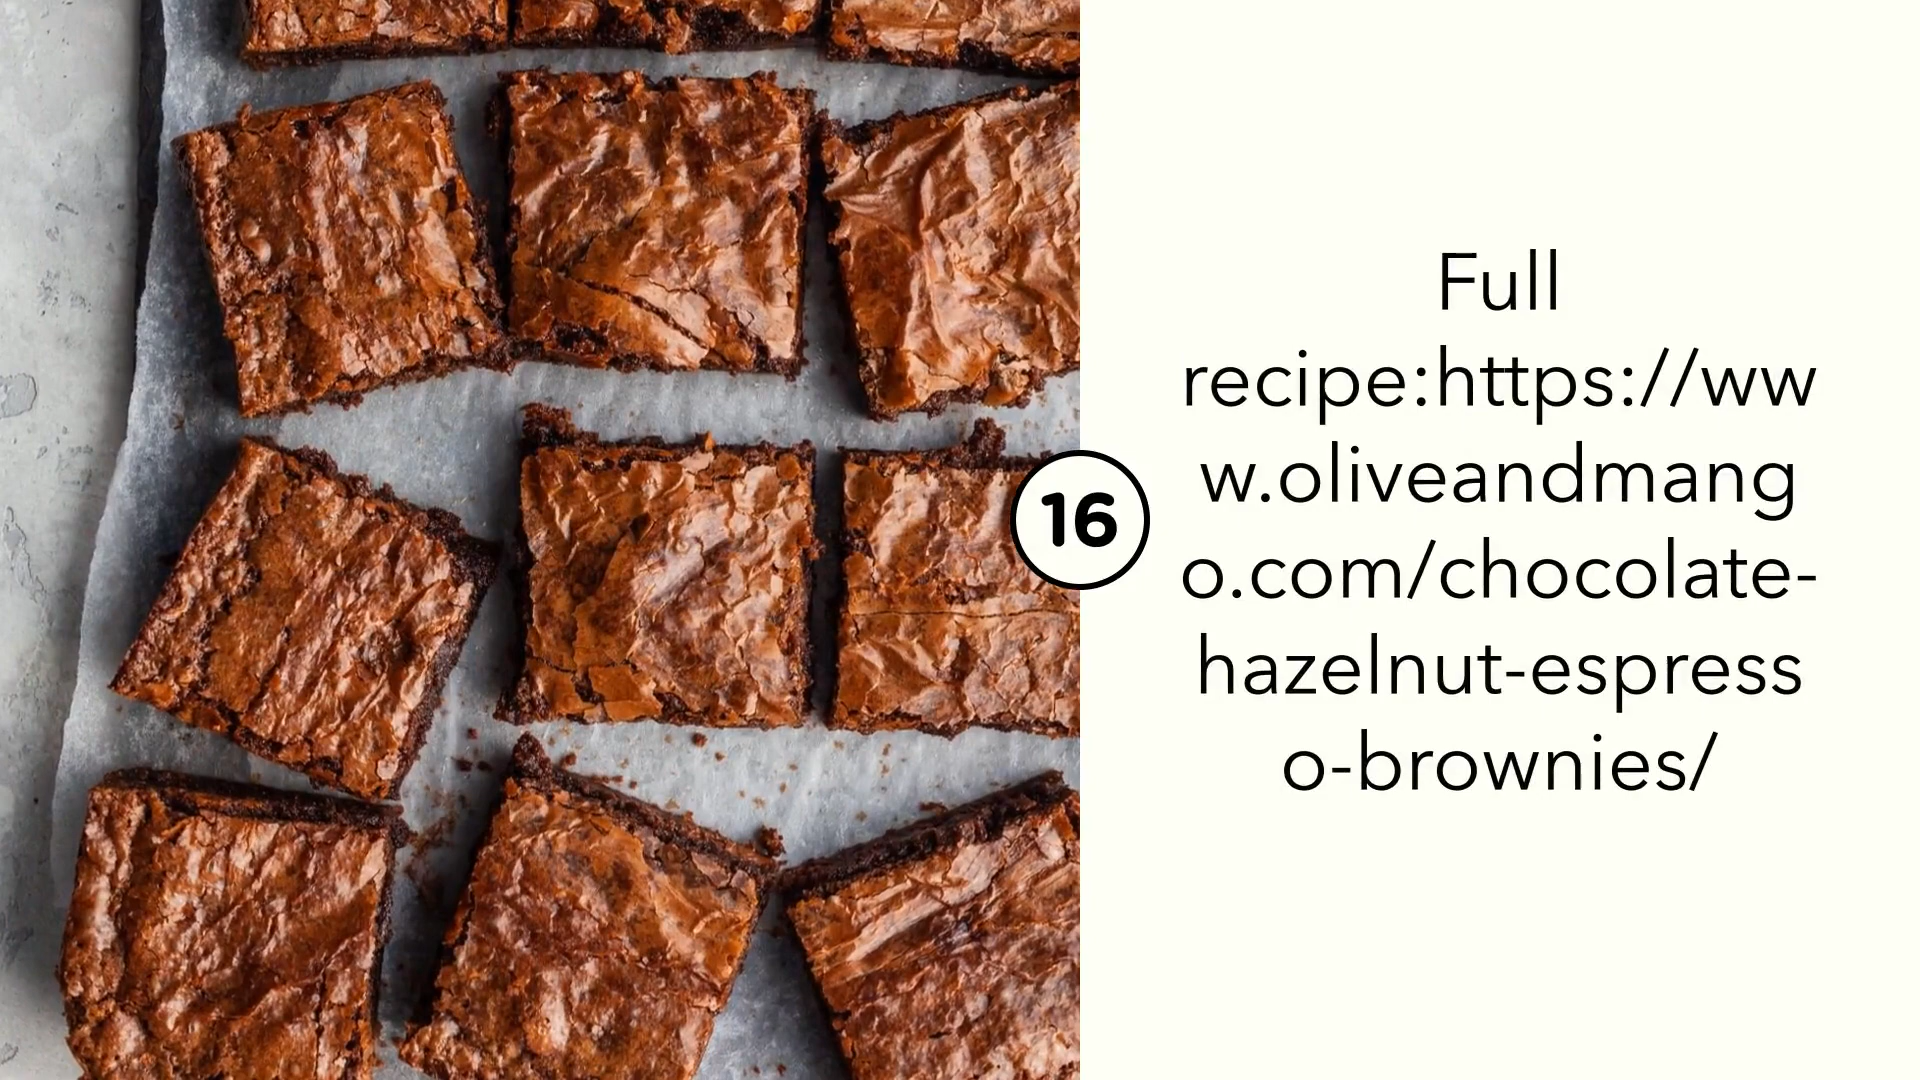 16
Full
recipe:https://ww
w.oliveandmang
o.com/chocolate-
hazelnut-espress
o-brownies/